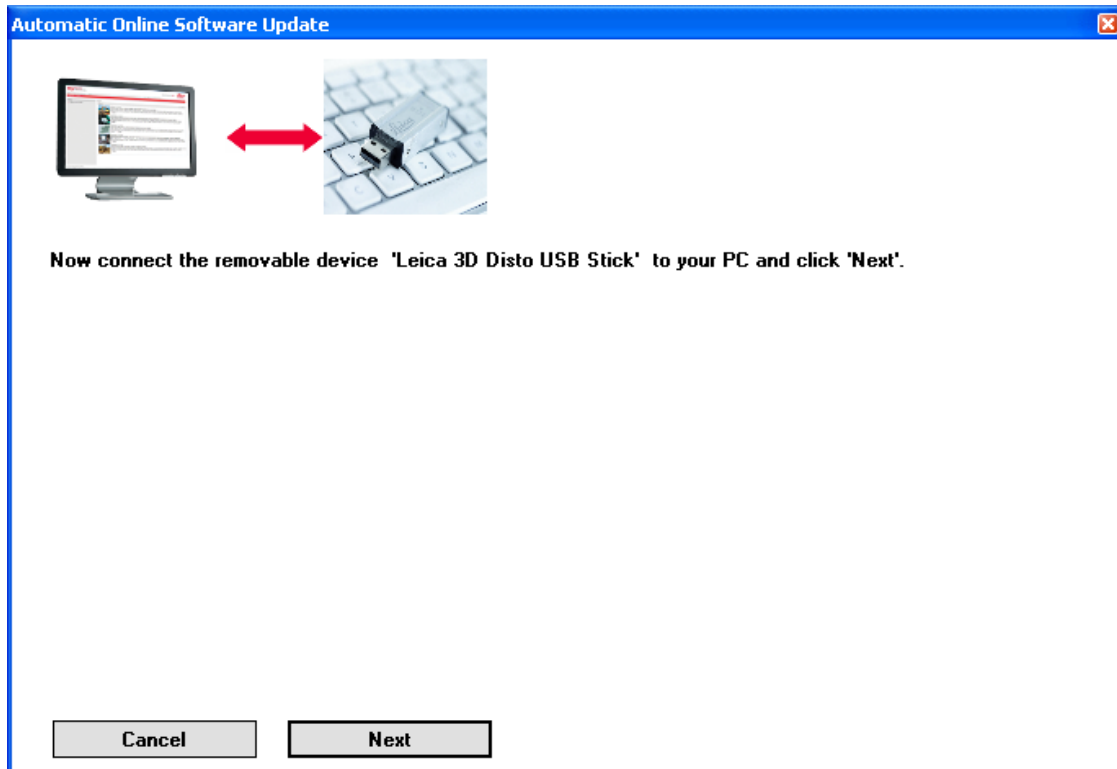 Automatic Online Software Update
Now connect the removable device 'Leica 3D Disto USB Stick' to your PC and click 'Next'.
Cancel
Next